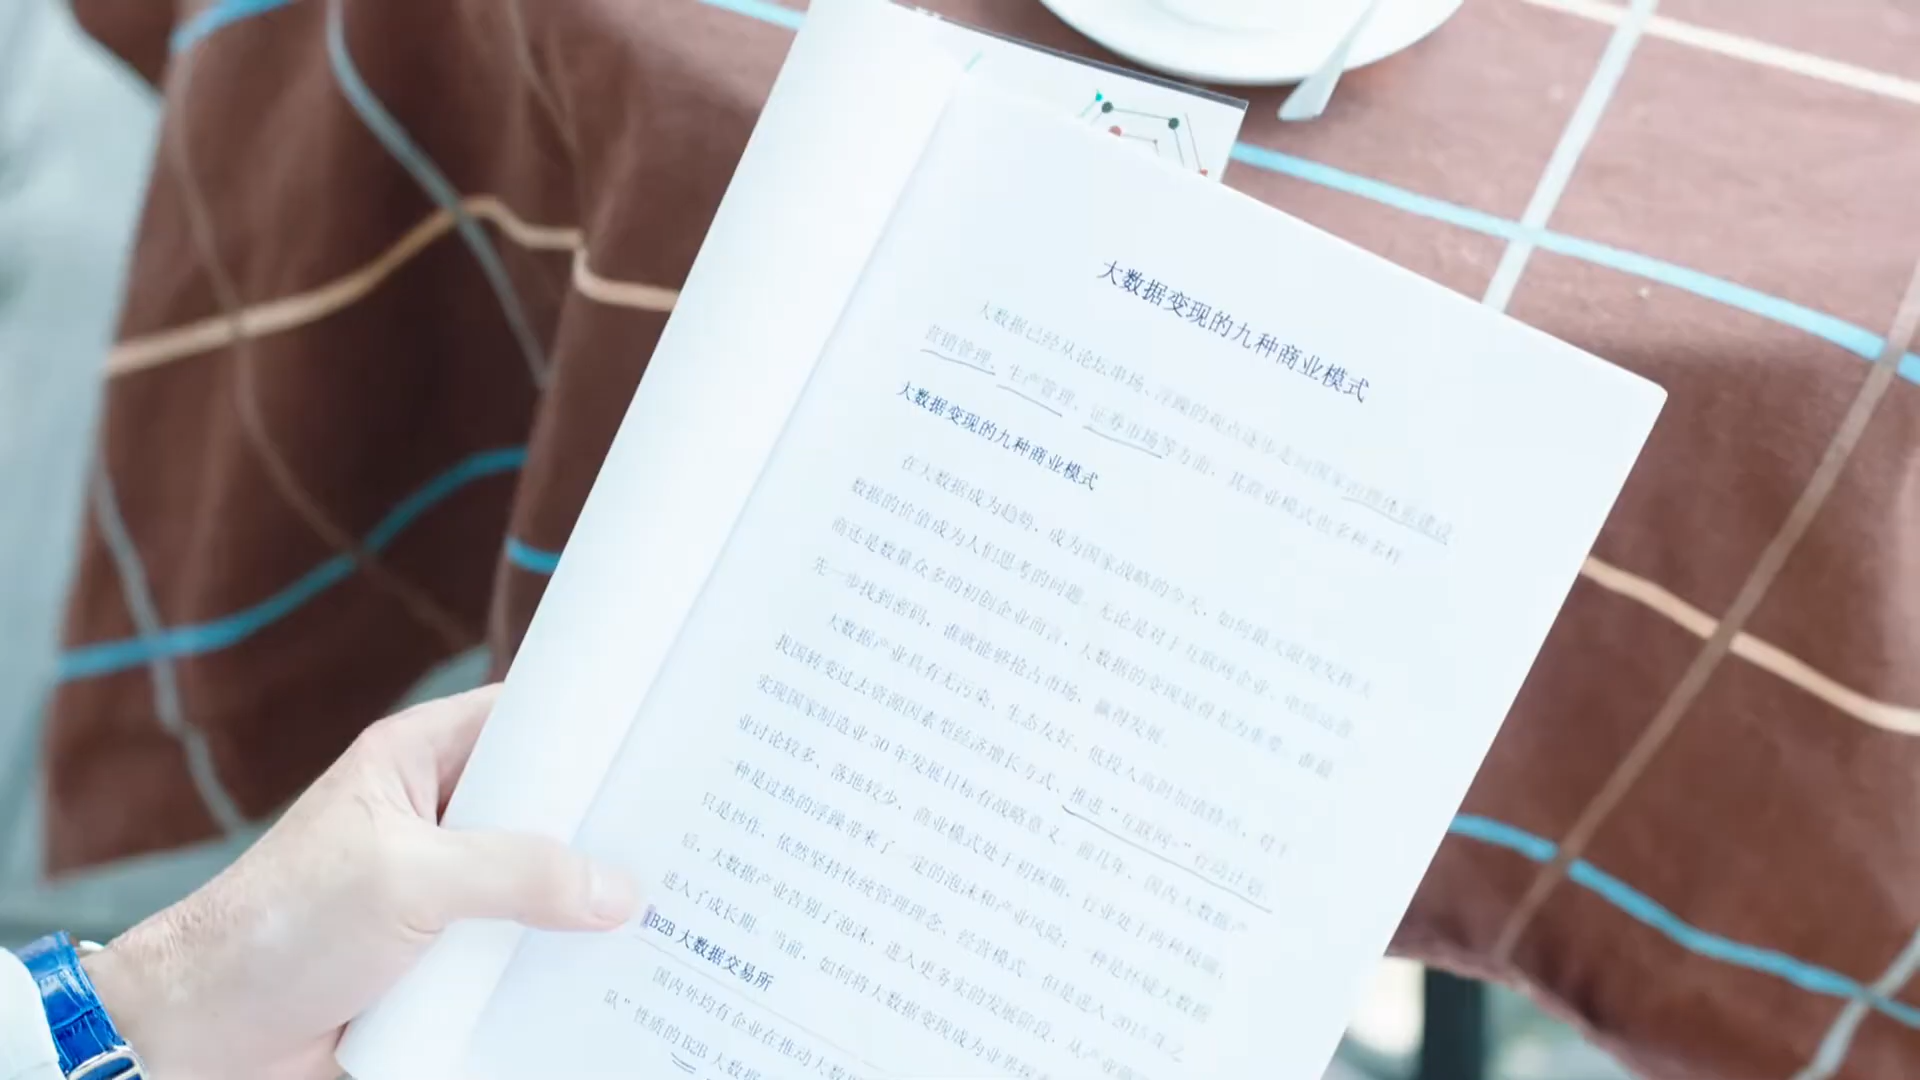 大数据变现的九种商业模式
大数据已经从论坛串场、浮躁的观点逐步走向国家治理体系建设
营销管理、生产管理、证券市场等方面，其商业模式也多种多样
大数据变现的九种商业模式
在大数据成为趋势，成为国家战略的今天，如何最大限度发挥大
数据的价值成为人们思考的问题。无论是对于互联网企业、电信运营
商还是数量众多的初创企业而言，大数据的变现显得尤为重要。谁最
先一步找到密码，谁就能够抢占市场，赢得发展。
大数据产业具有无污染、生态友好、低投入高附加值特点，对于
我国转变过去资源因素型经济增长方式、推进“互联网+”行动计划、
实现国家制造业30年发展目标有战略意义。前几年，国内大数据产
业讨论较多、落地较少，商业模式处于初探期，行业处于两种极端：
一种是过热的浮躁带来了一定的泡沫和产业风险；一种是怀疑大数据
只是炒作，依然坚持传统管理理念、经营模式。但是进入2015年之
后，大数据产业告别了泡沫，进入更务实的发展阶段，从产业萌
进入了成长期。当前，如何将大数据变现成为业界探
1B2B大数据交易所
国内外均有企业在推动大数
队”性质的B2B大数据